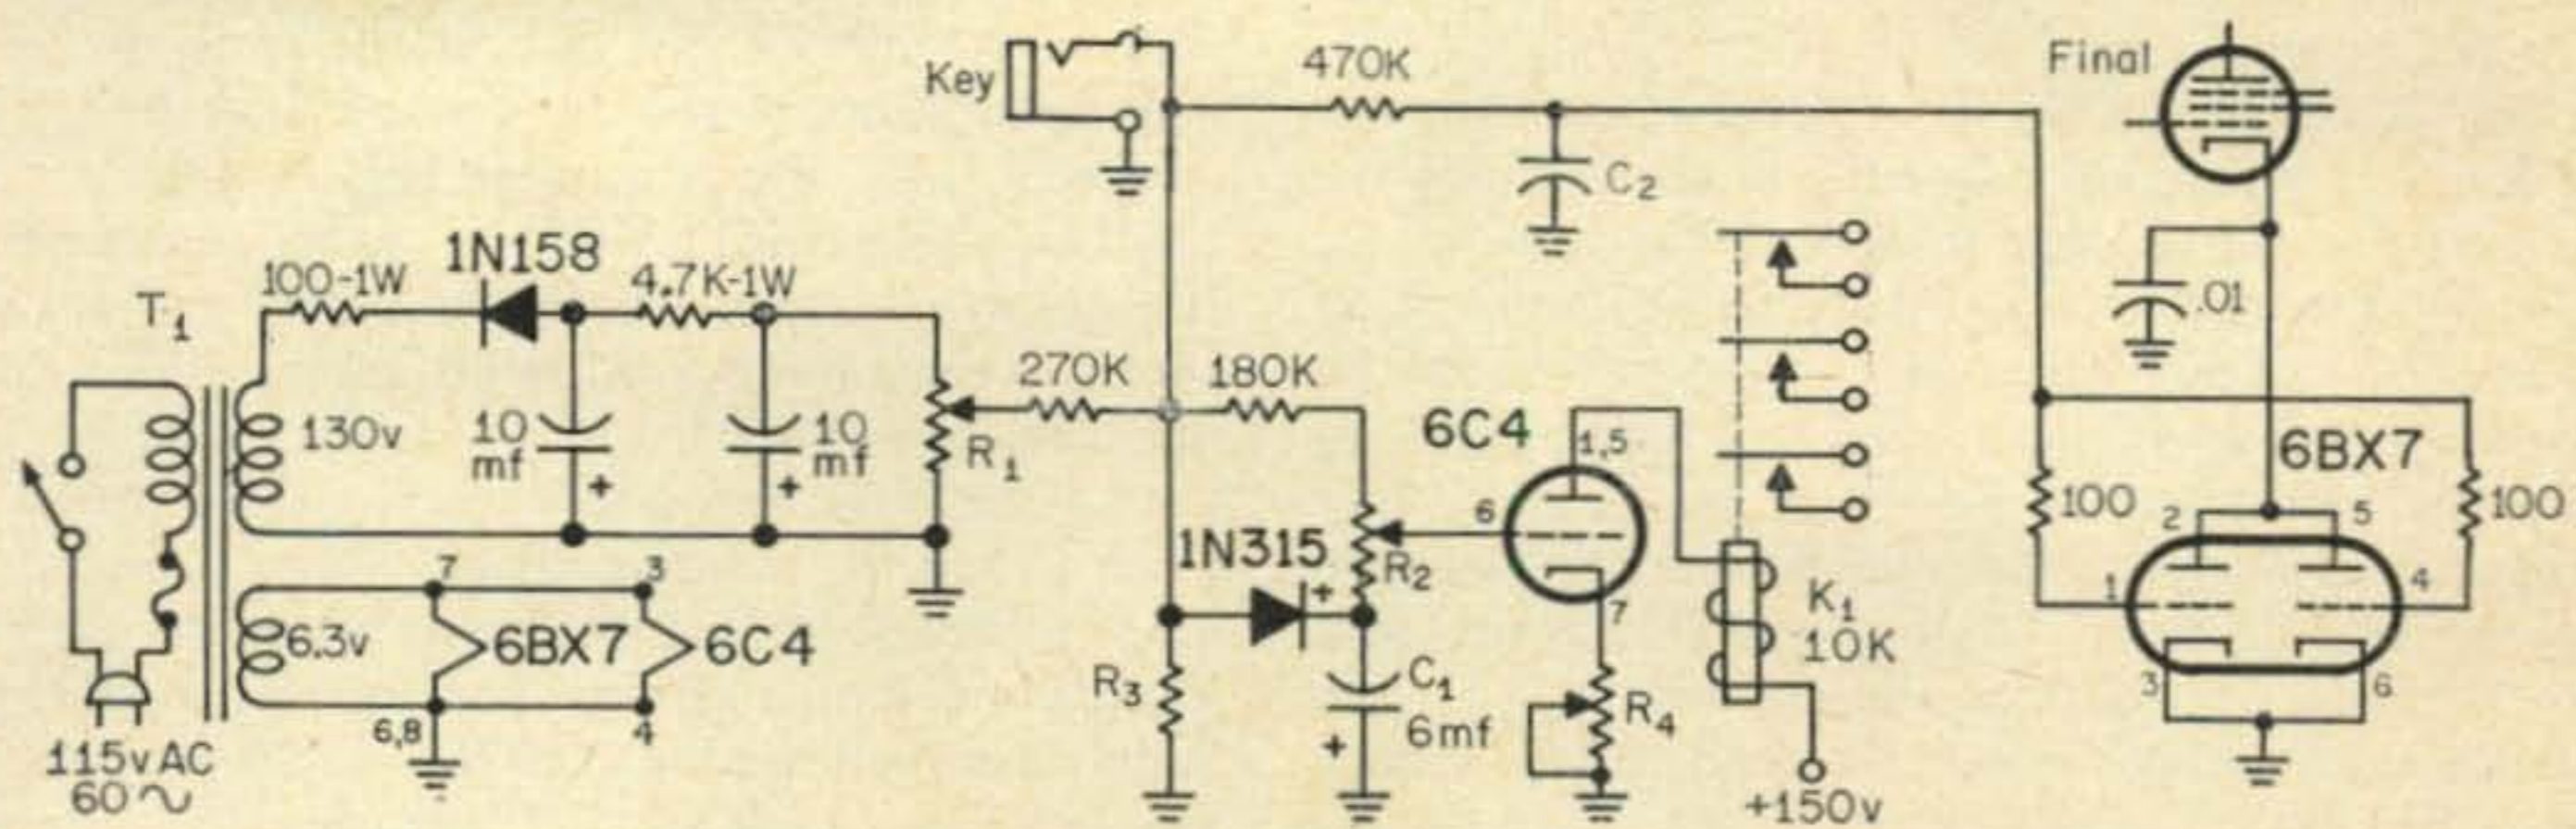 Key
470K
Final
C2
1N158
100-1W
4.7K-1W
T1
.01
270K
180K
130v
10
mf
+
10
mf
+
R1
6C4
1,5
6
6BX7
2
5
100
100
1N315
+
R2
7
3
7
1
4
6.3v
6BX7
6C4
K1
10K
R3
C1
6mf
+
R4
3
6
6,8
4
115vAC
60~
+150v